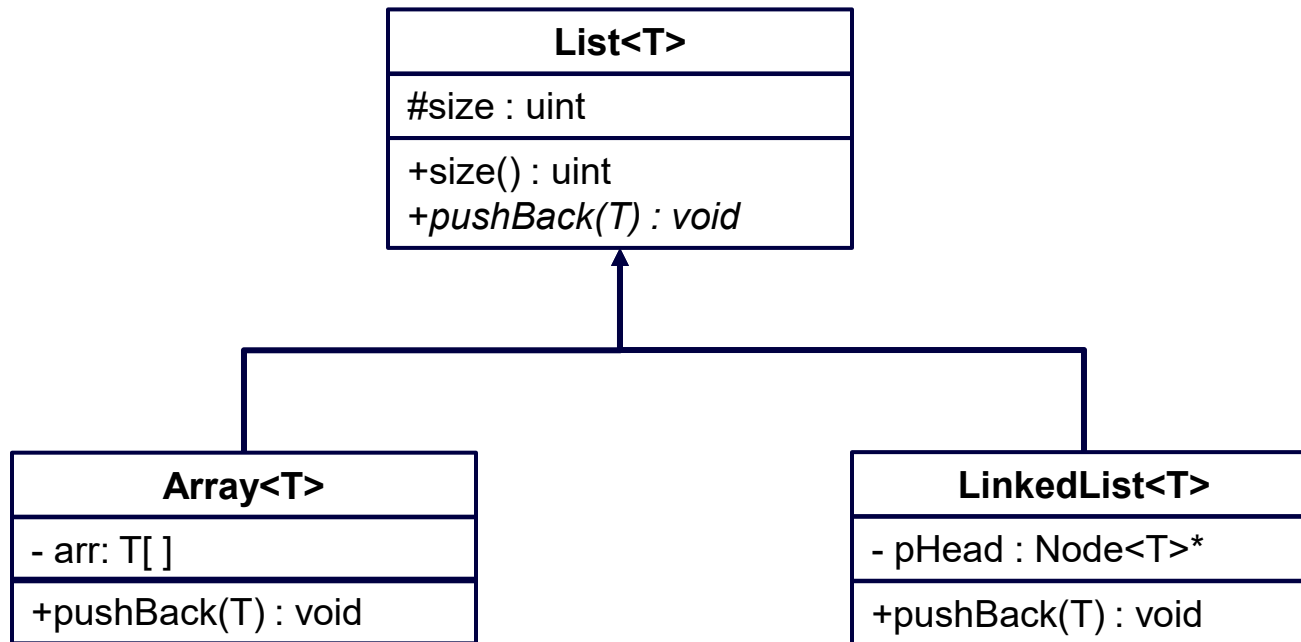 List<T>
#size : uint
+size() : uint
+pushBack(T) : void
Array<T>
- arr: T[ ]
+pushBack(T) : void
LinkedList<T>
- pHead : Node<T>*
+pushBack(T) : void